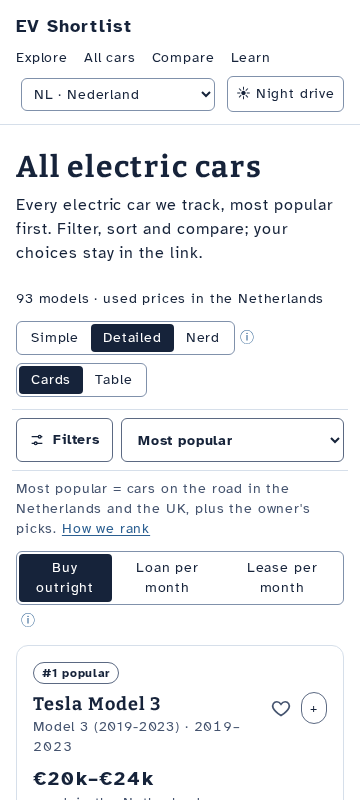 EV Shortlist
Explore All cars Compare Learn
NL · Nederland ☀ Night drive
All electric cars
Every electric car we track, most popular
first. Filter, sort and compare; your
choices stay in the link.
93 models · used prices in the Netherlands
Simple Detailed Nerd ⓘ
Cards Table
Filters Most popular
Most popular = cars on the road in the
Netherlands and the UK, plus the owner's
picks. How we rank
Buy outright Loan per month Lease per month
ⓘ
#1 popular
Tesla Model 3
+
Model 3 (2019-2023) · 2019–
2023
€20k–€24k